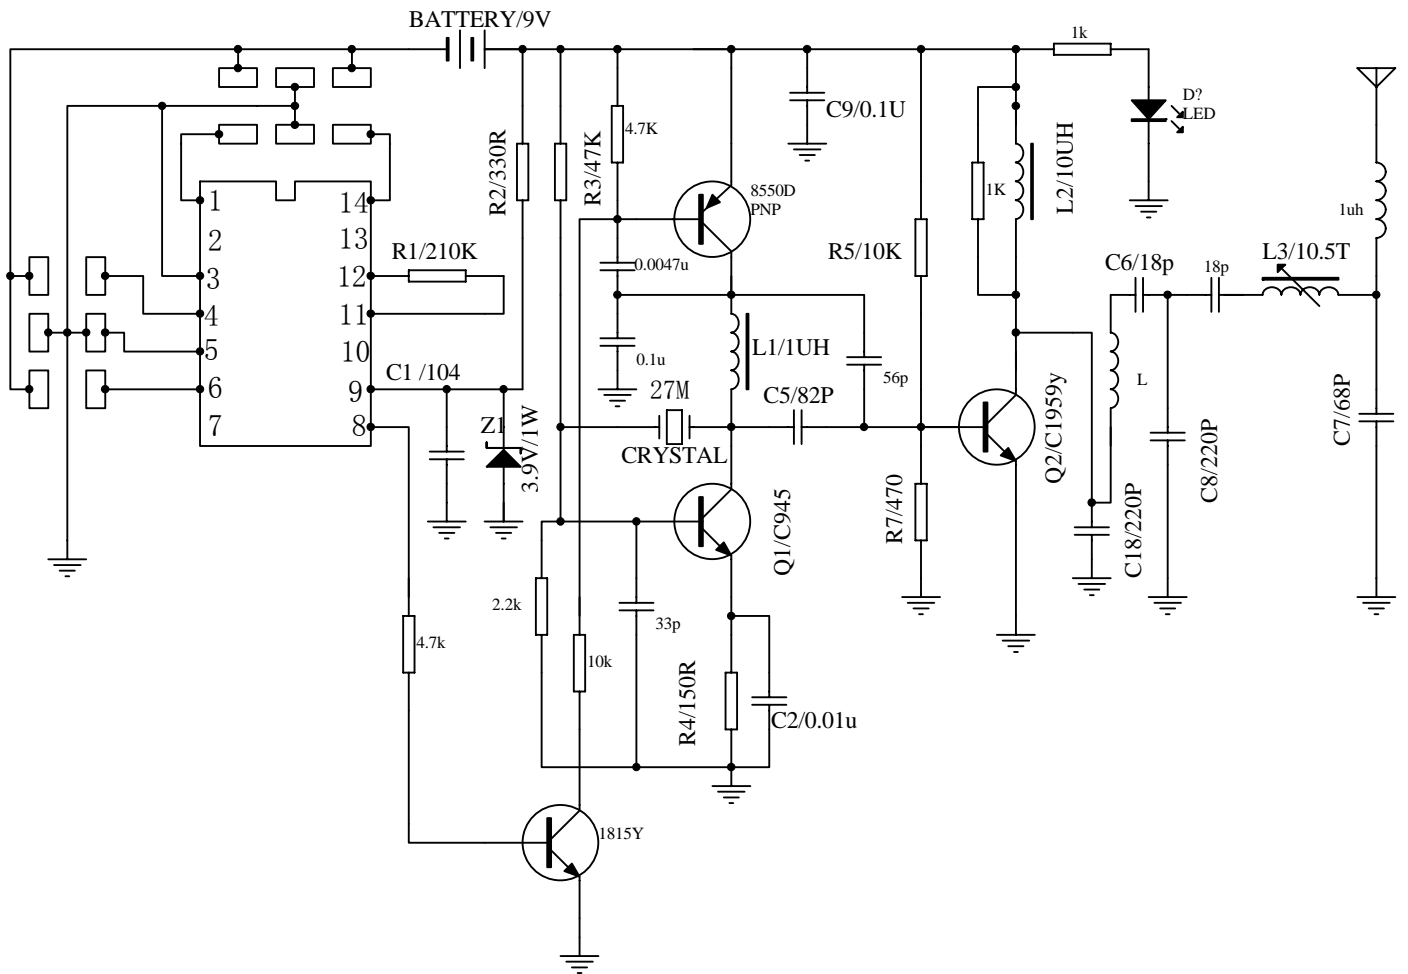 BATTERY/9V
1k
D?
LED
C9/0.1U
4.7K
R2/330R
R3/47K
L2/10UH
8550D
PNP
1K
1
14
2
13
R1/210K
3
12
4
11
5
10
6
9
7
8
C1 /104
0.0047u
R5/10K
C6/18p
18p
L3/10.5T
1uh
0.1u
L1/1UH
56p
27M
CRYSTAL
C5/82P
Z1
3.9V/1W
Q2/C1959y
L
C8/220P
C7/68P
C18/220P
R7/470
Q1/C945
2.2k
33p
4.7k
10k
R4/150R
C2/0.01u
1815Y